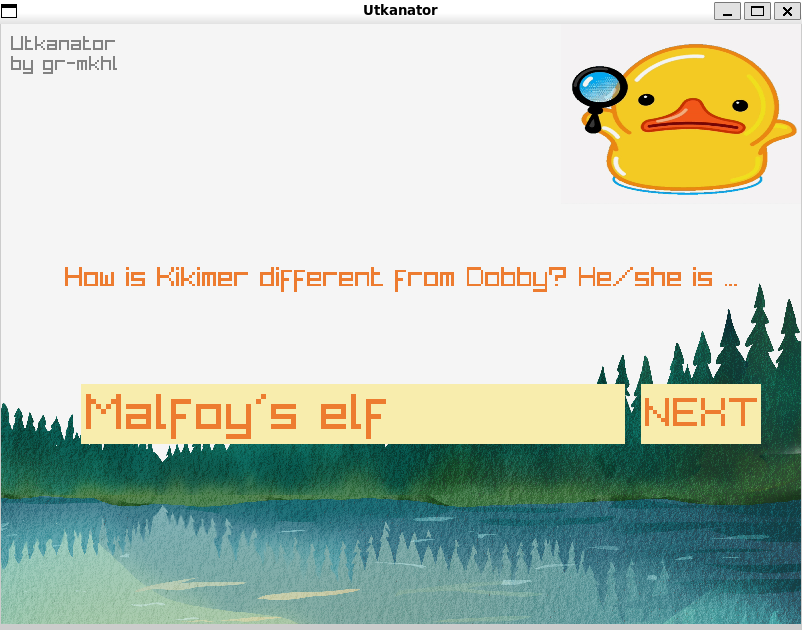 Utkanator
Utkanator
by gr-mkhl
How is Kikimer different from Dobby? He/she is ...
Malfoy's elf
NEXT